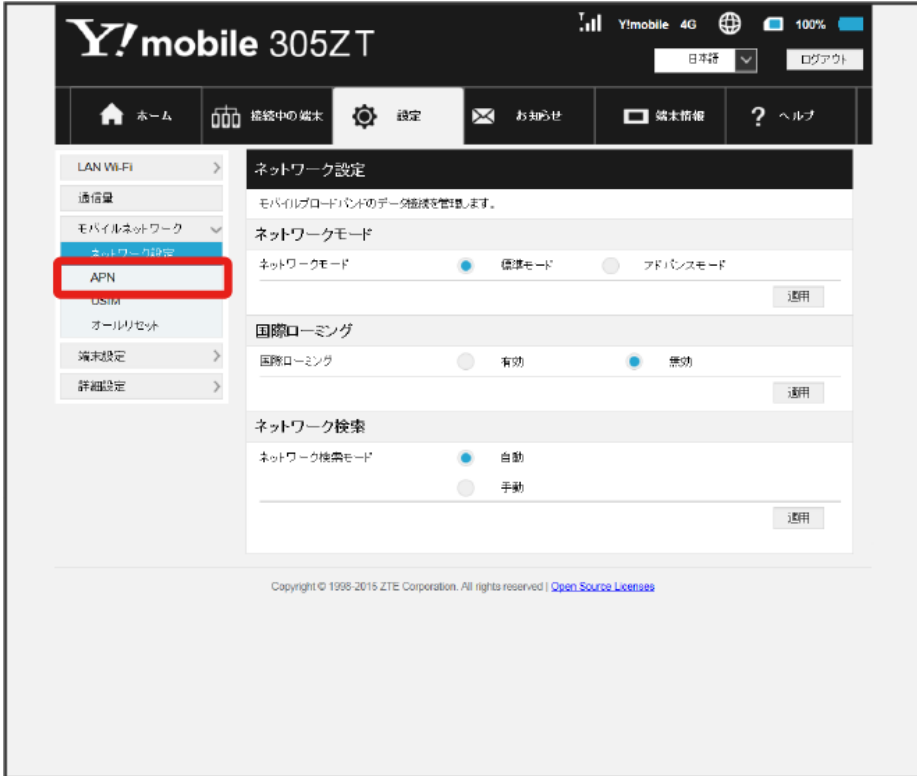 Y!mobile 305ZT
Y!mobile 4G 100%
日本語
ログアウト
ホーム
接続中の端末
設定
お知らせ
端末情報
? ヘルプ
LAN Wi-Fi
通信量
モバイルネットワーク
ネットワーク設定
APN
USIM
オールリセット
端末設定
詳細設定
ネットワーク設定
モバイルブロードバンドのデータ接続を管理します。
ネットワークモード
ネットワークモード 標準モード アドバンスモード
適用
国際ローミング
国際ローミング 有効 無効
適用
ネットワーク検索
ネットワーク検索モード 自動
手動
適用
Copyright © 1998-2015 ZTE Corporation. All rights reserved | Open Source Licenses